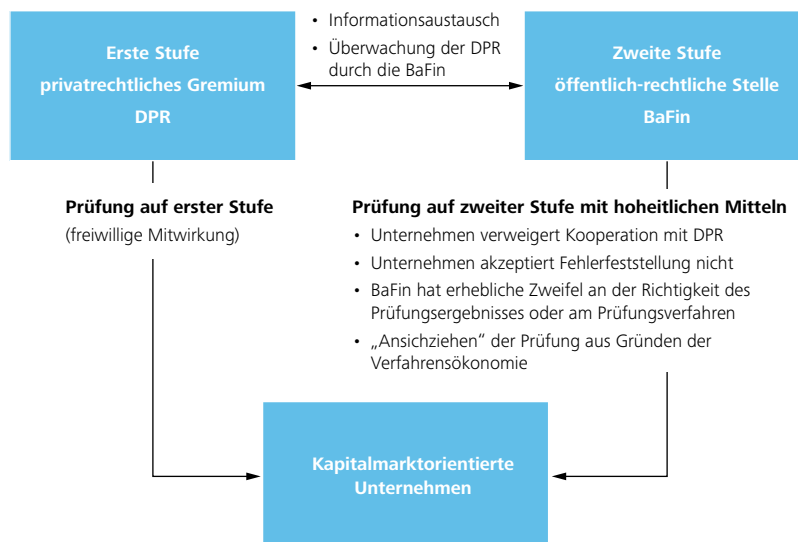 Erste Stufe
privatrechtliches Gremium
DPR
• Informationsaustausch
• Überwachung der DPR
durch die BaFin
Zweite Stufe
öffentlich-rechtliche Stelle
BaFin
Prüfung auf erster Stufe
(freiwillige Mitwirkung)
Prüfung auf zweiter Stufe mit hoheitlichen Mitteln
• Unternehmen verweigert Kooperation mit DPR
• Unternehmen akzeptiert Fehlerfeststellung nicht
• BaFin hat erhebliche Zweifel an der Richtigkeit des
Prüfungsergebnisses oder am Prüfungsverfahren
• „Ansichziehen“ der Prüfung aus Gründen der
Verfahrensökonomie
Kapitalmarktorientierte
Unternehmen